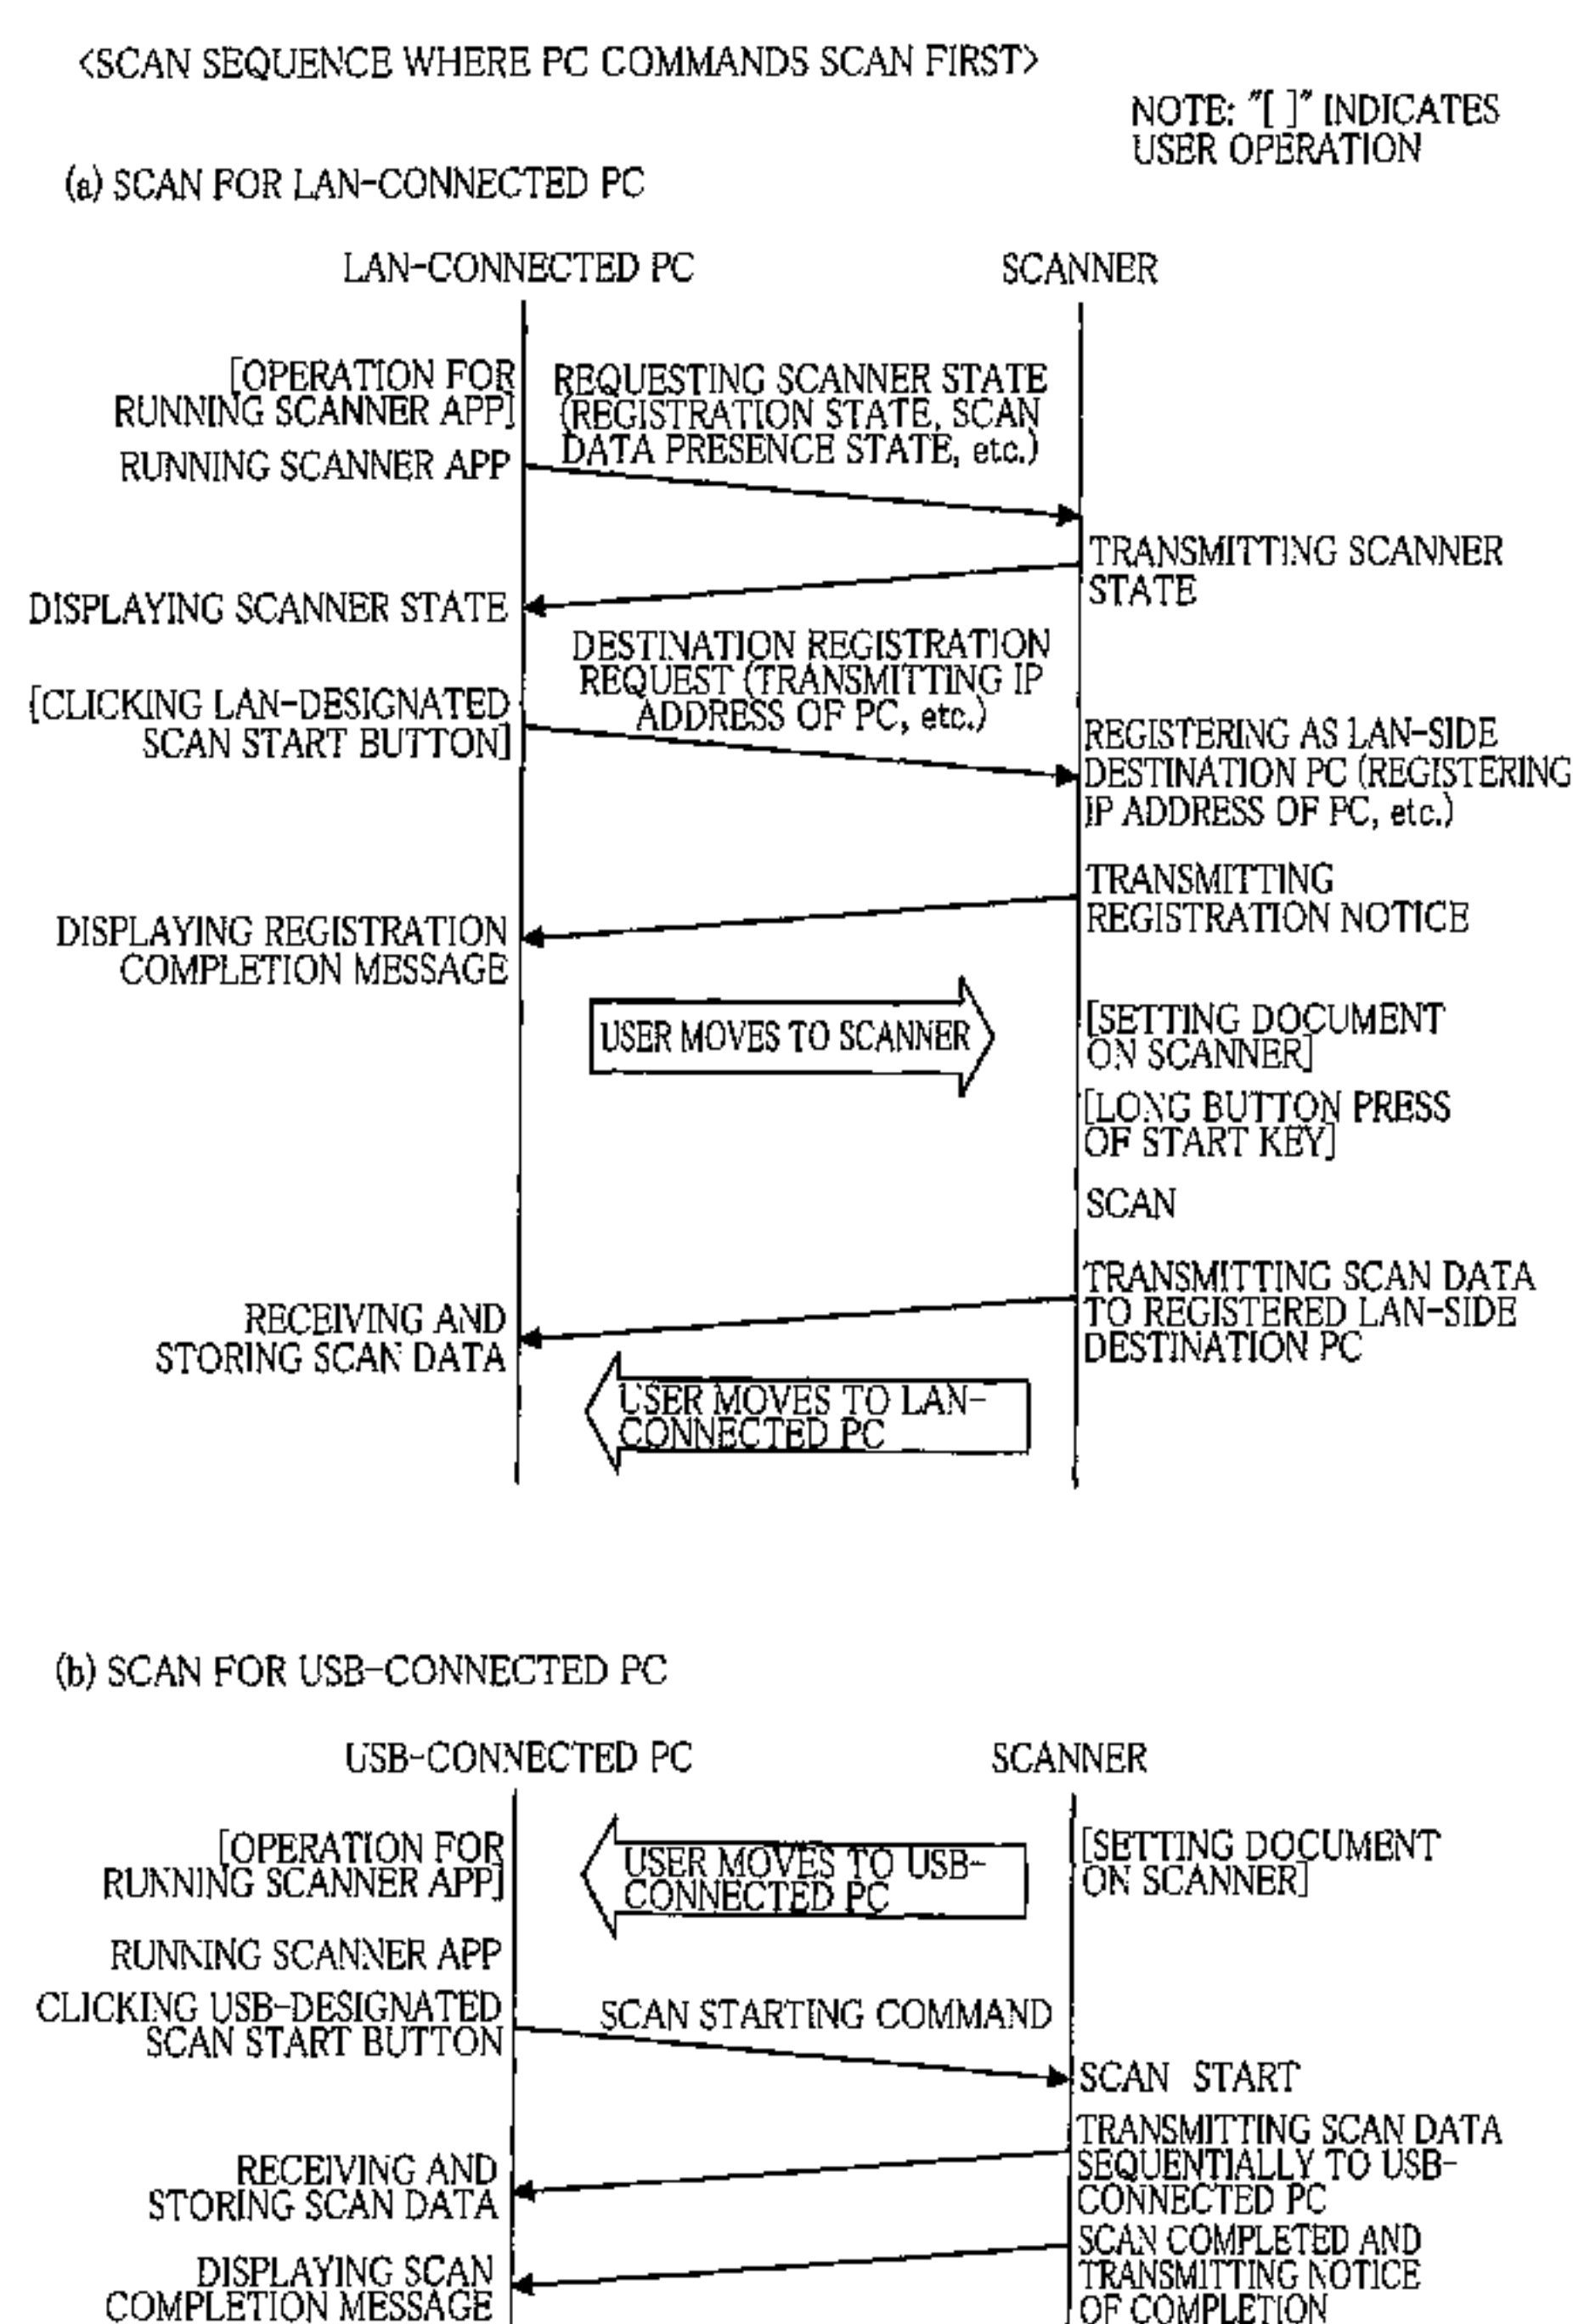 <SCAN SEQUENCE WHERE PC COMMANDS SCAN FIRST>
NOTE: "[ ]" INDICATES
USER OPERATION
(a) SCAN FOR LAN-CONNECTED PC
LAN-CONNECTED PC
SCANNER
[OPERATION FOR
RUNNING SCANNER APP]
REQUESTING SCANNER STATE
(REGISTRATION STATE, SCAN
DATA PRESENCE STATE, etc.)
RUNNING SCANNER APP
TRANSMITTING SCANNER
STATE
DISPLAYING SCANNER STATE
DESTINATION REGISTRATION
REQUEST (TRANSMITTING IP
ADDRESS OF PC, etc.)
[CLICKING LAN-DESIGNATED
SCAN START BUTTON]
REGISTERING AS LAN-SIDE
DESTINATION PC (REGISTERING
IP ADDRESS OF PC, etc.)
TRANSMITTING
REGISTRATION NOTICE
DISPLAYING REGISTRATION
COMPLETION MESSAGE
USER MOVES TO SCANNER
[SETTING DOCUMENT
ON SCANNER]
[LONG BUTTON PRESS
OF START KEY]
SCAN
TRANSMITTING SCAN DATA
TO REGISTERED LAN-SIDE
DESTINATION PC
RECEIVING AND
STORING SCAN DATA
USER MOVES TO LAN-
CONNECTED PC
(b) SCAN FOR USB-CONNECTED PC
USB-CONNECTED PC
SCANNER
[OPERATION FOR
RUNNING SCANNER APP]
USER MOVES TO USB-
CONNECTED PC
[SETTING DOCUMENT
ON SCANNER]
RUNNING SCANNER APP
CLICKING USB-DESIGNATED
SCAN START BUTTON
SCAN STARTING COMMAND
SCAN START
TRANSMITTING SCAN DATA
SEQUENTIALLY TO USB-
CONNECTED PC
RECEIVING AND
STORING SCAN DATA
SCAN COMPLETED AND
TRANSMITTING NOTICE
OF COMPLETION
DISPLAYING SCAN
COMPLETION MESSAGE